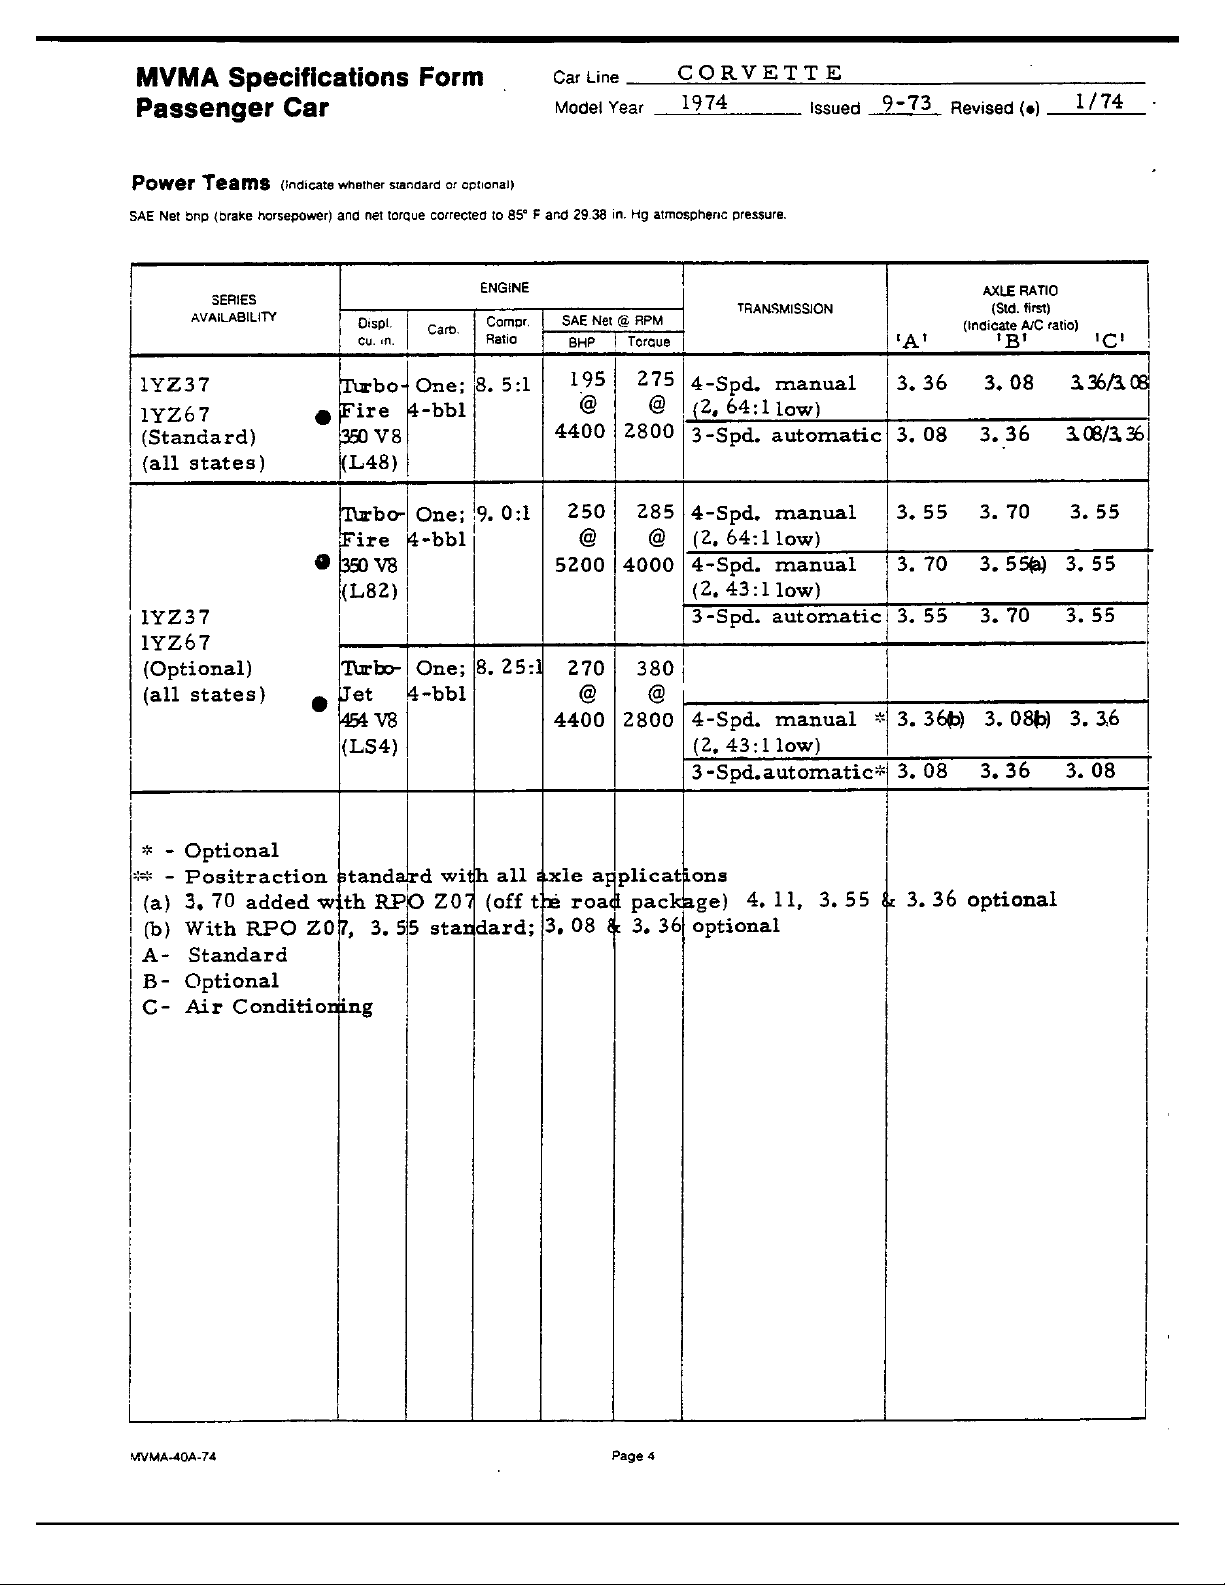 MVMA Specifications Form
Passenger Car
Car Line CORVETTE
Model Year 1974 Issued 9-73 Revised (●) 1/74
Power Teams (Indicate whether standard or optional)
SAE Net bhp (brake horsepower) and net torque corrected to 85° F and 29.38 in. Hg atmospheric pressure.
SERIES AVAILABILITY
ENGINE
Displ. cu. in.
Carb.
Compr. Ratio
SAE Net @ RPM
BHP Torque
TRANSMISSION
AXLE RATIO
(Std. first)
(Indicate A/C ratio)
'A' 'B' 'C'
1YZ37 Turbo- One; 8.5:1 195 275 4-Spd. manual 3.36 3.08 3.36/3.08
1YZ67 ● Fire 4-bbl @ @ (2.64:1 low)
(Standard) 350 V8 4400 2800 3-Spd. automatic 3.08 3.36 3.08/3.36
(all states) (L48)
Turbo- One; 9.0:1 250 285 4-Spd. manual 3.55 3.70 3.55
Fire 4-bbl @ @ (2.64:1 low)
● 350 V8 5200 4000 4-Spd. manual 3.70 3.55(a) 3.55
(L82) (2.43:1 low)
1YZ37 3-Spd. automatic 3.55 3.70 3.55
1YZ67
(Optional) Turbo- One; 8.25:1 270 380
(all states) ● Jet 4-bbl @ @
454 V8 4400 2800 4-Spd. manual * 3.36(b) 3.08(b) 3.36
(LS4) (2.43:1 low)
3-Spd.automatic* 3.08 3.36 3.08
* - Optional
** - Positraction standard with all axle applications
(a) 3.70 added with RPO Z07 (off the road package) 4.11, 3.55 & 3.36 optional
(b) With RPO Z07, 3.55 standard; 3.08 & 3.36 optional
A- Standard
B- Optional
C- Air Conditioning
MVMA-40A-74
Page 4